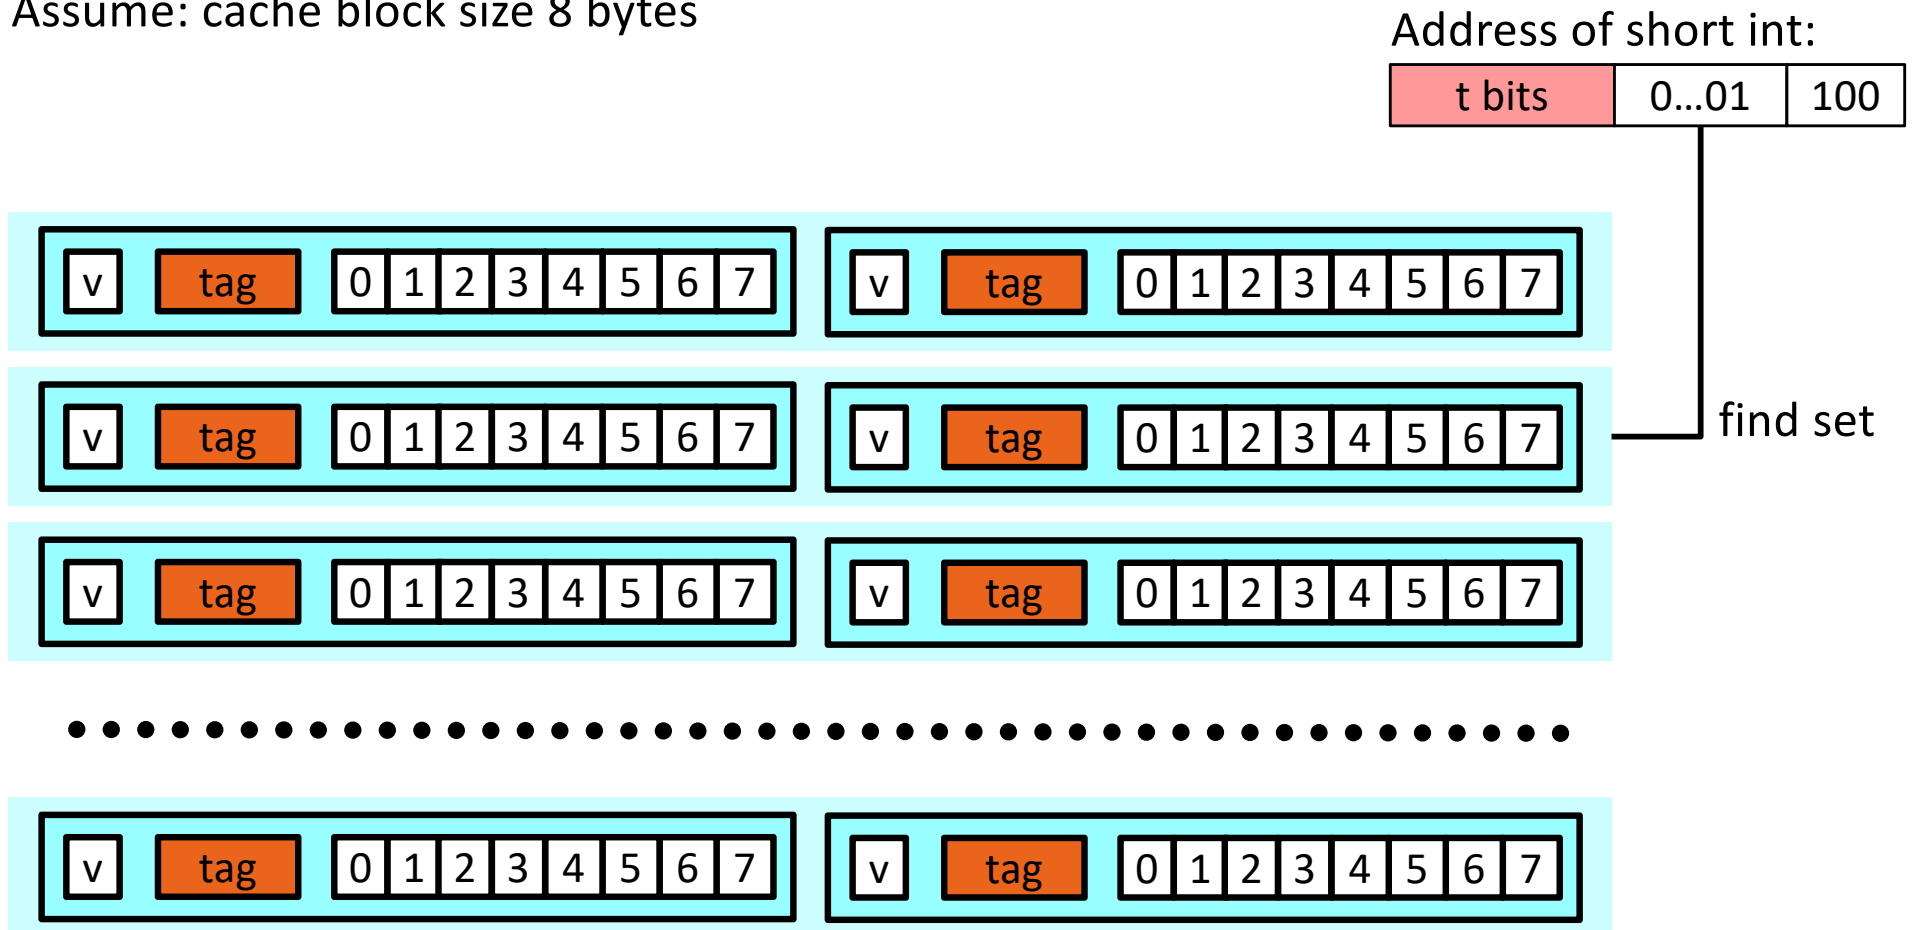 Assume: cache block size 8 bytes
Address of short int:
t bits 0...01 100
v tag 0 1 2 3 4 5 6 7 v tag 0 1 2 3 4 5 6 7
v tag 0 1 2 3 4 5 6 7 v tag 0 1 2 3 4 5 6 7 find set
v tag 0 1 2 3 4 5 6 7 v tag 0 1 2 3 4 5 6 7
v tag 0 1 2 3 4 5 6 7 v tag 0 1 2 3 4 5 6 7